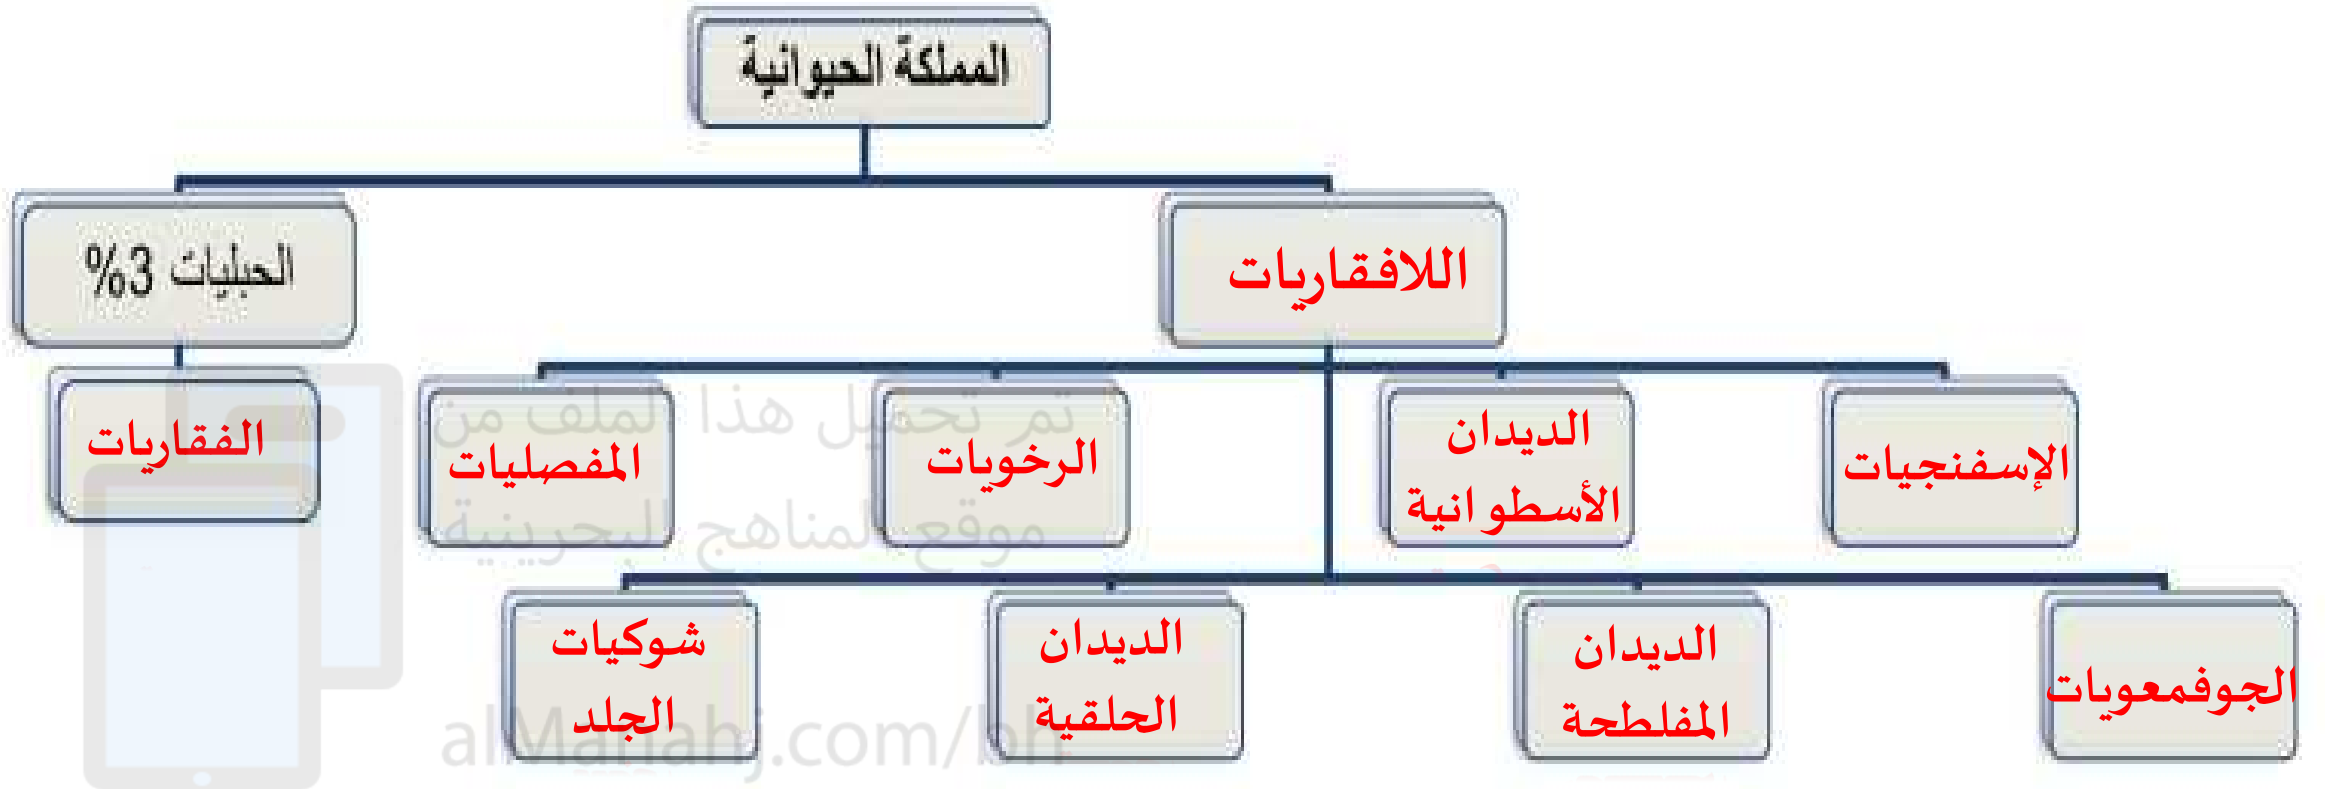 المملكة الحيوانية
اللافقاريات
الحبليات 3%
الإسفنجيات
الديدان
الأسطوانية
الرخويات
المفصليات
الفقاريات
الجوفمعويات
الديدان
المفلطحة
الديدان
الحلقية
شوكيات
الجلد
تم تحميل هذا الملف من
موقع المناهج البحرينية
alManahj.com/bh